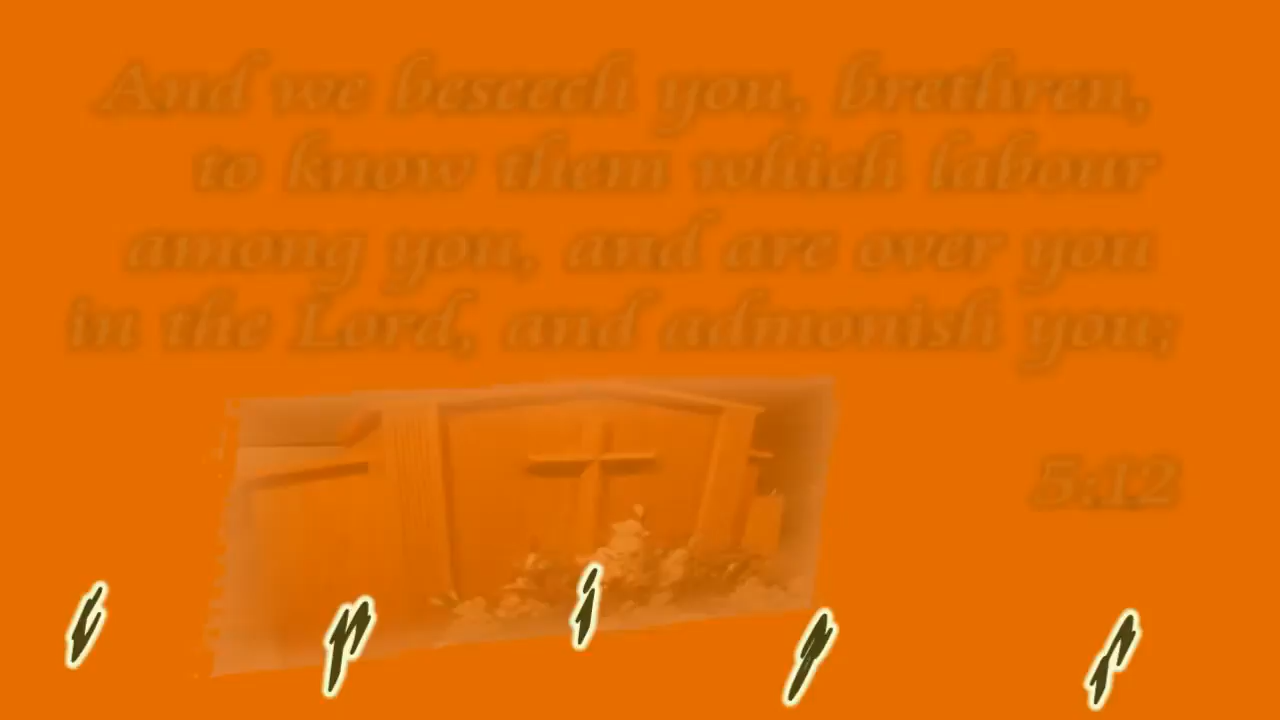 And we beseech you, brethren,
to know them which labour
among you, and are over you
in the Lord, and admonish you;
5:12